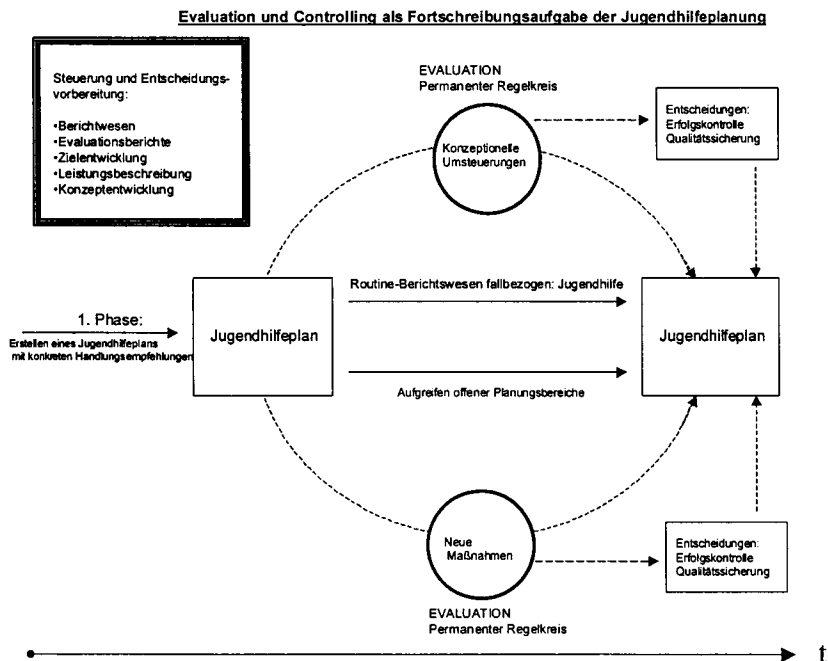 Evaluation und Controlling als Fortschreibungsaufgabe der Jugendhilfeplanung
Steuerung und Entscheidungs-
vorbereitung:
•Berichtwesen
•Evaluationsberichte
•Zielentwicklung
•Leistungsbeschreibung
•Konzeptentwicklung
EVALUATION
Permanenter Regelkreis
Konzeptionelle
Umsteuerungen
Entscheidungen:
Erfolgskontrolle
Qualitätssicherung
1. Phase:
Erstellen eines Jugendhilfeplans
mit konkreten Handlungsempfehlungen
Jugendhilfeplan
Routine-Berichtswesen fallbezogen: Jugendhilfe
Aufgreifen offener Planungsbereiche
Jugendhilfeplan
Neue
Maßnahmen
Entscheidungen:
Erfolgskontrolle
Qualitätssicherung
EVALUATION
Permanenter Regelkreis
t